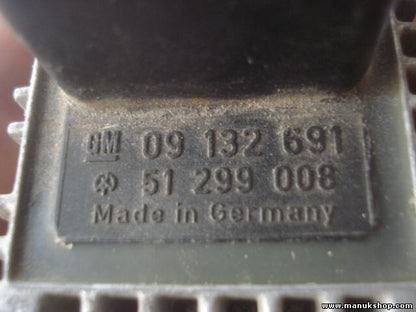 GM 09 132 691
51 299 008
Made in Germany
www.manukshop.com